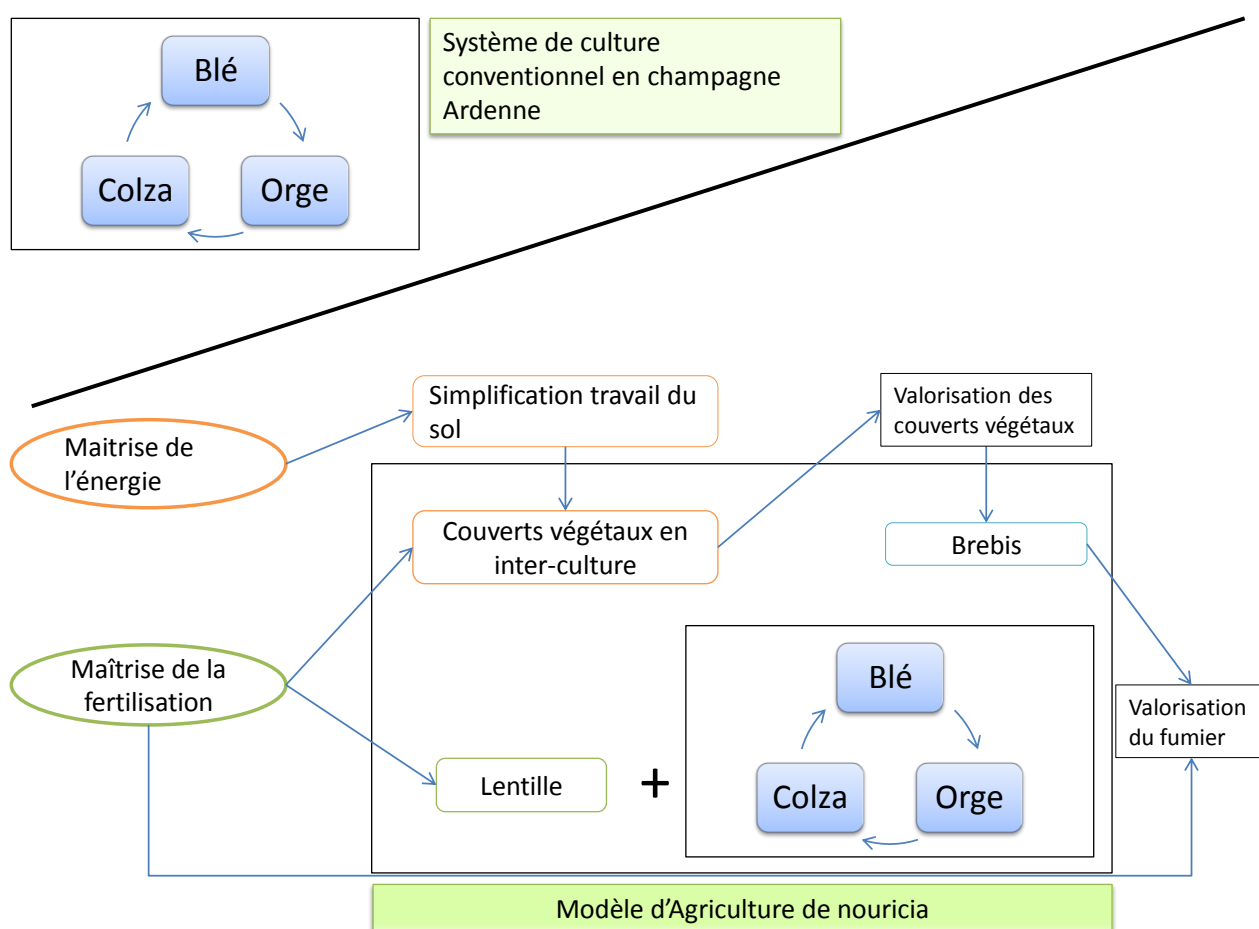 Blé
Colza
Orge
Système de culture
conventionnel en champagne
Ardenne
Maitrise de
l'énergie
Simplification travail du
sol
Valorisation des
couverts végétaux
Couverts végétaux en
inter-culture
Brebis
Maîtrise de la
fertilisation
Lentille
+
Blé
Colza
Orge
Valorisation
du fumier
Modèle d'Agriculture de nouricia